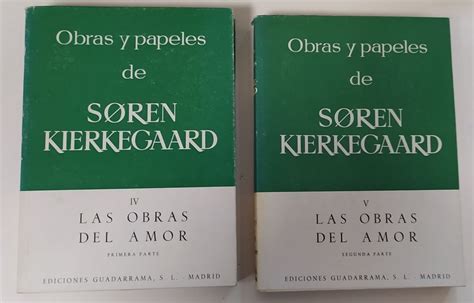 Obras y papeles
de
SØREN
KIERKEGAARD
IV
LAS OBRAS
DEL AMOR
PRIMERA PARTE
EDICIONES GUADARRAMA, S. L. - MADRID
Obras y papeles
de
SØREN
KIERKEGAARD
V
LAS OBRAS
DEL AMOR
SEGUNDA PARTE
EDICIONES GUADARRAMA, S. L. - MADRID